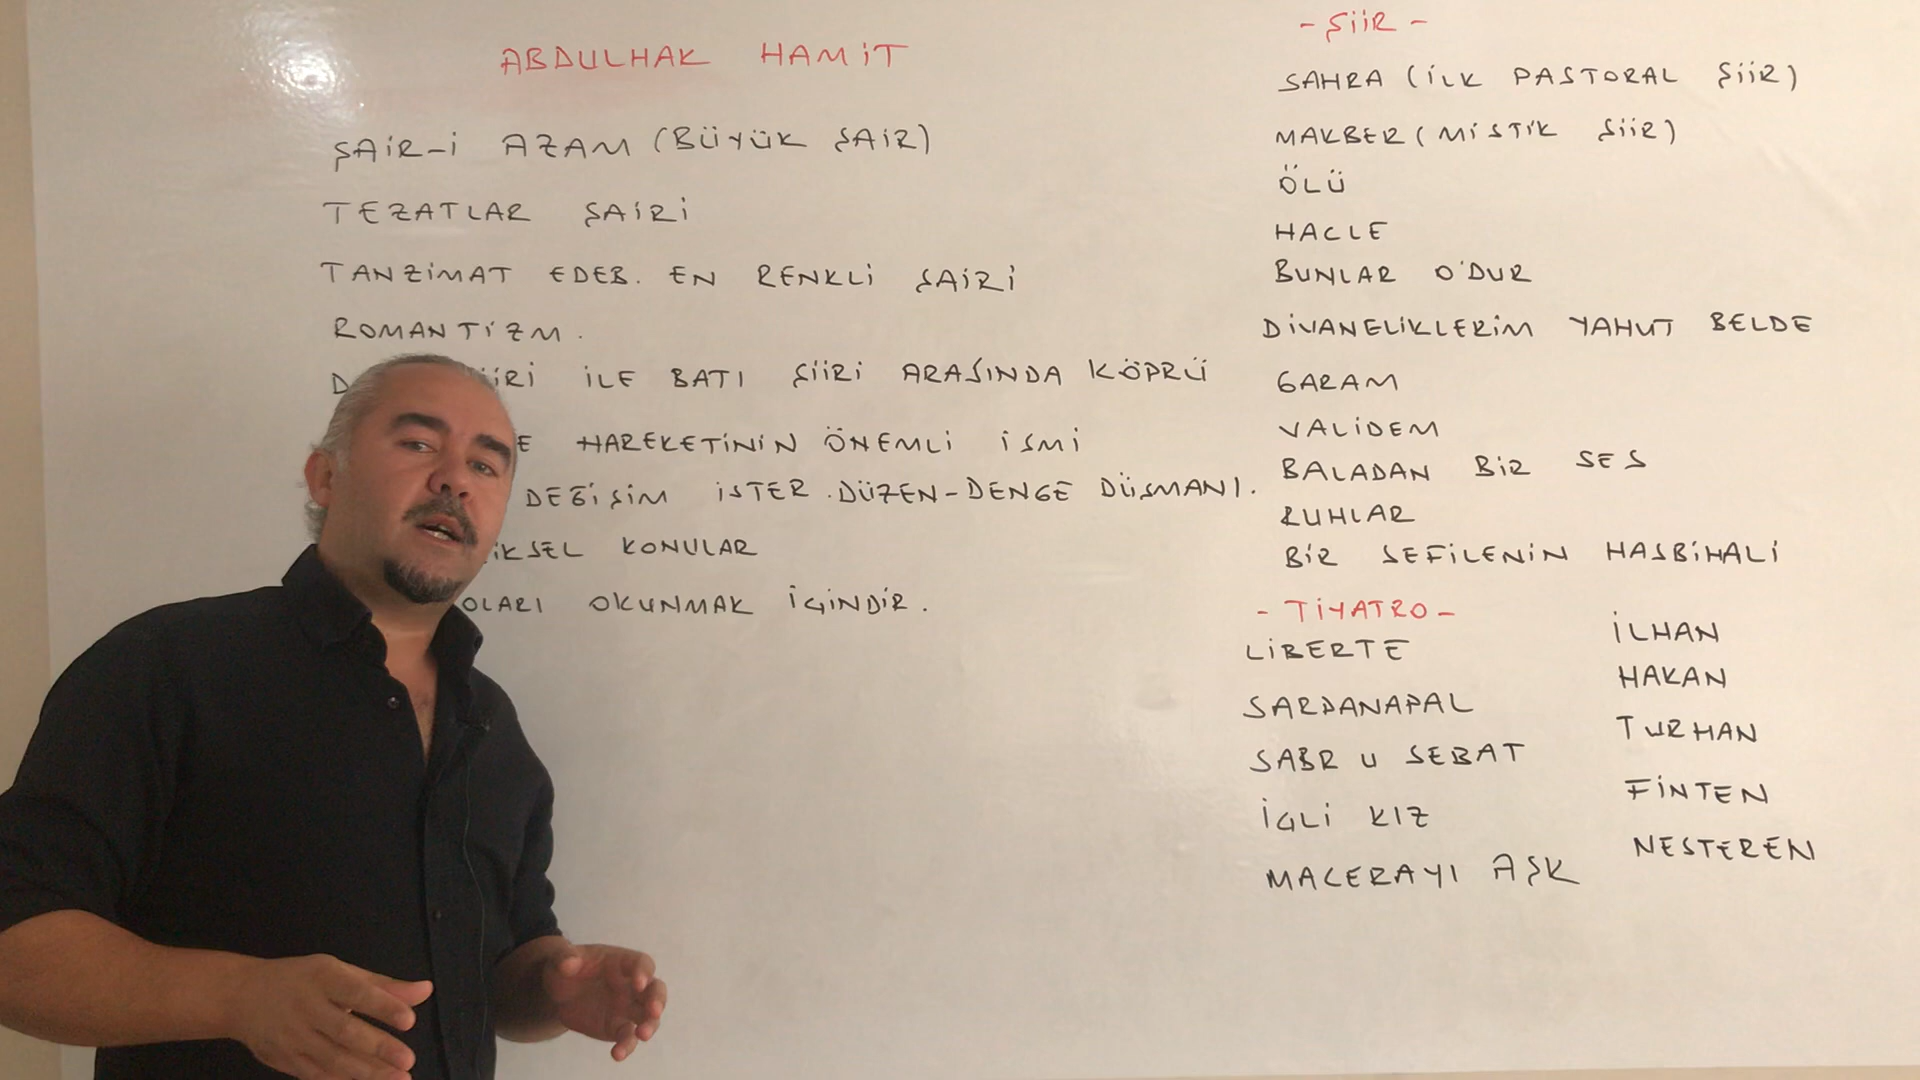 ABDULHAK HAMİT
ŞAİR-İ AZAM (BÜYÜK ŞAİR)
TEZATLAR ŞAİRİ
TANZİMAT EDEB. EN RENKLİ ŞAİRİ
ROMANTİZM.
İLE BATI ŞİİRİ ARASINDA KÖPRÜ
HAREKETİNİN ÖNEMLİ İSMİ
DEĞİŞİM İSTER. DÜZEN-DENGE DÜŞMANI.
KONULAR
OKUNMAK İÇİNDİR.
- ŞİİR -
SAHRA (İLK PASTORAL ŞİİR)
MAKBER (MİSTİK ŞİİR)
ÖLÜ
HACLE
BUNLAR O'DUR
DİVANELİKLERİM YAHUT BELDE
GARAM
VALİDEM
BALADAN BİR SES
RUHLAR
BİR SEFİLENİN HASBİHALİ
- TİYATRO -
LİBERTE
SARDANAPAL
SABR U SEBAT
İÇLİ KIZ
MACERAYI AŞK
İLHAN
HAKAN
TURHAN
FİNTEN
NESTEREN